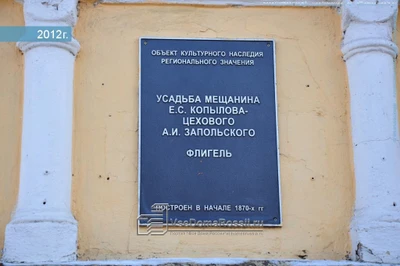 2012г.
ОБЪЕКТ КУЛЬТУРНОГО НАСЛЕДИЯ
РЕГИОНАЛЬНОГО ЗНАЧЕНИЯ
УСАДЬБА МЕЩАНИНА
Е.С. КОПЫЛОВА-
ЦЕХОВОГО
А.И. ЗАПОЛЬСКОГО
ФЛИГЕЛЬ
ПОСТРОЕН В НАЧАЛЕ 1870-х гг
VseDomaRossii.ru